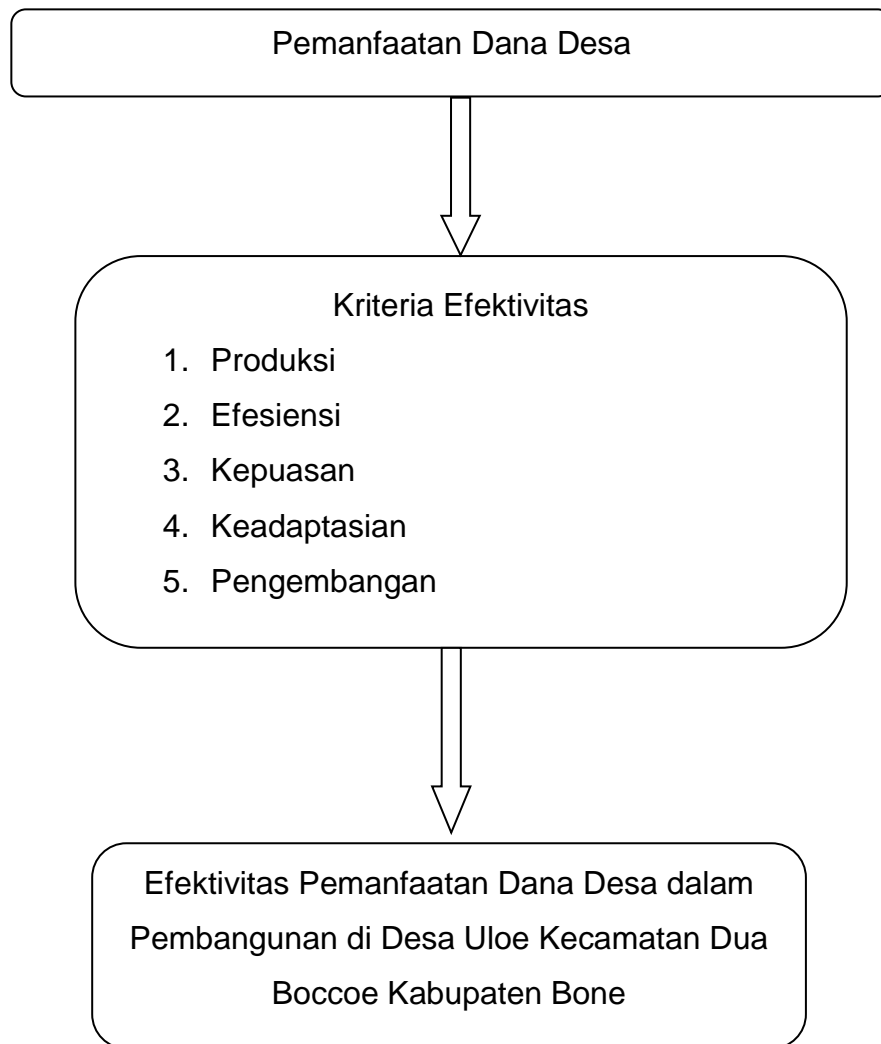 Pemanfaatan Dana Desa
Kriteria Efektivitas
1. Produksi
2. Efesiensi
3. Kepuasan
4. Keadaptasian
5. Pengembangan
Efektivitas Pemanfaatan Dana Desa dalam
Pembangunan di Desa Uloe Kecamatan Dua
Boccoe Kabupaten Bone